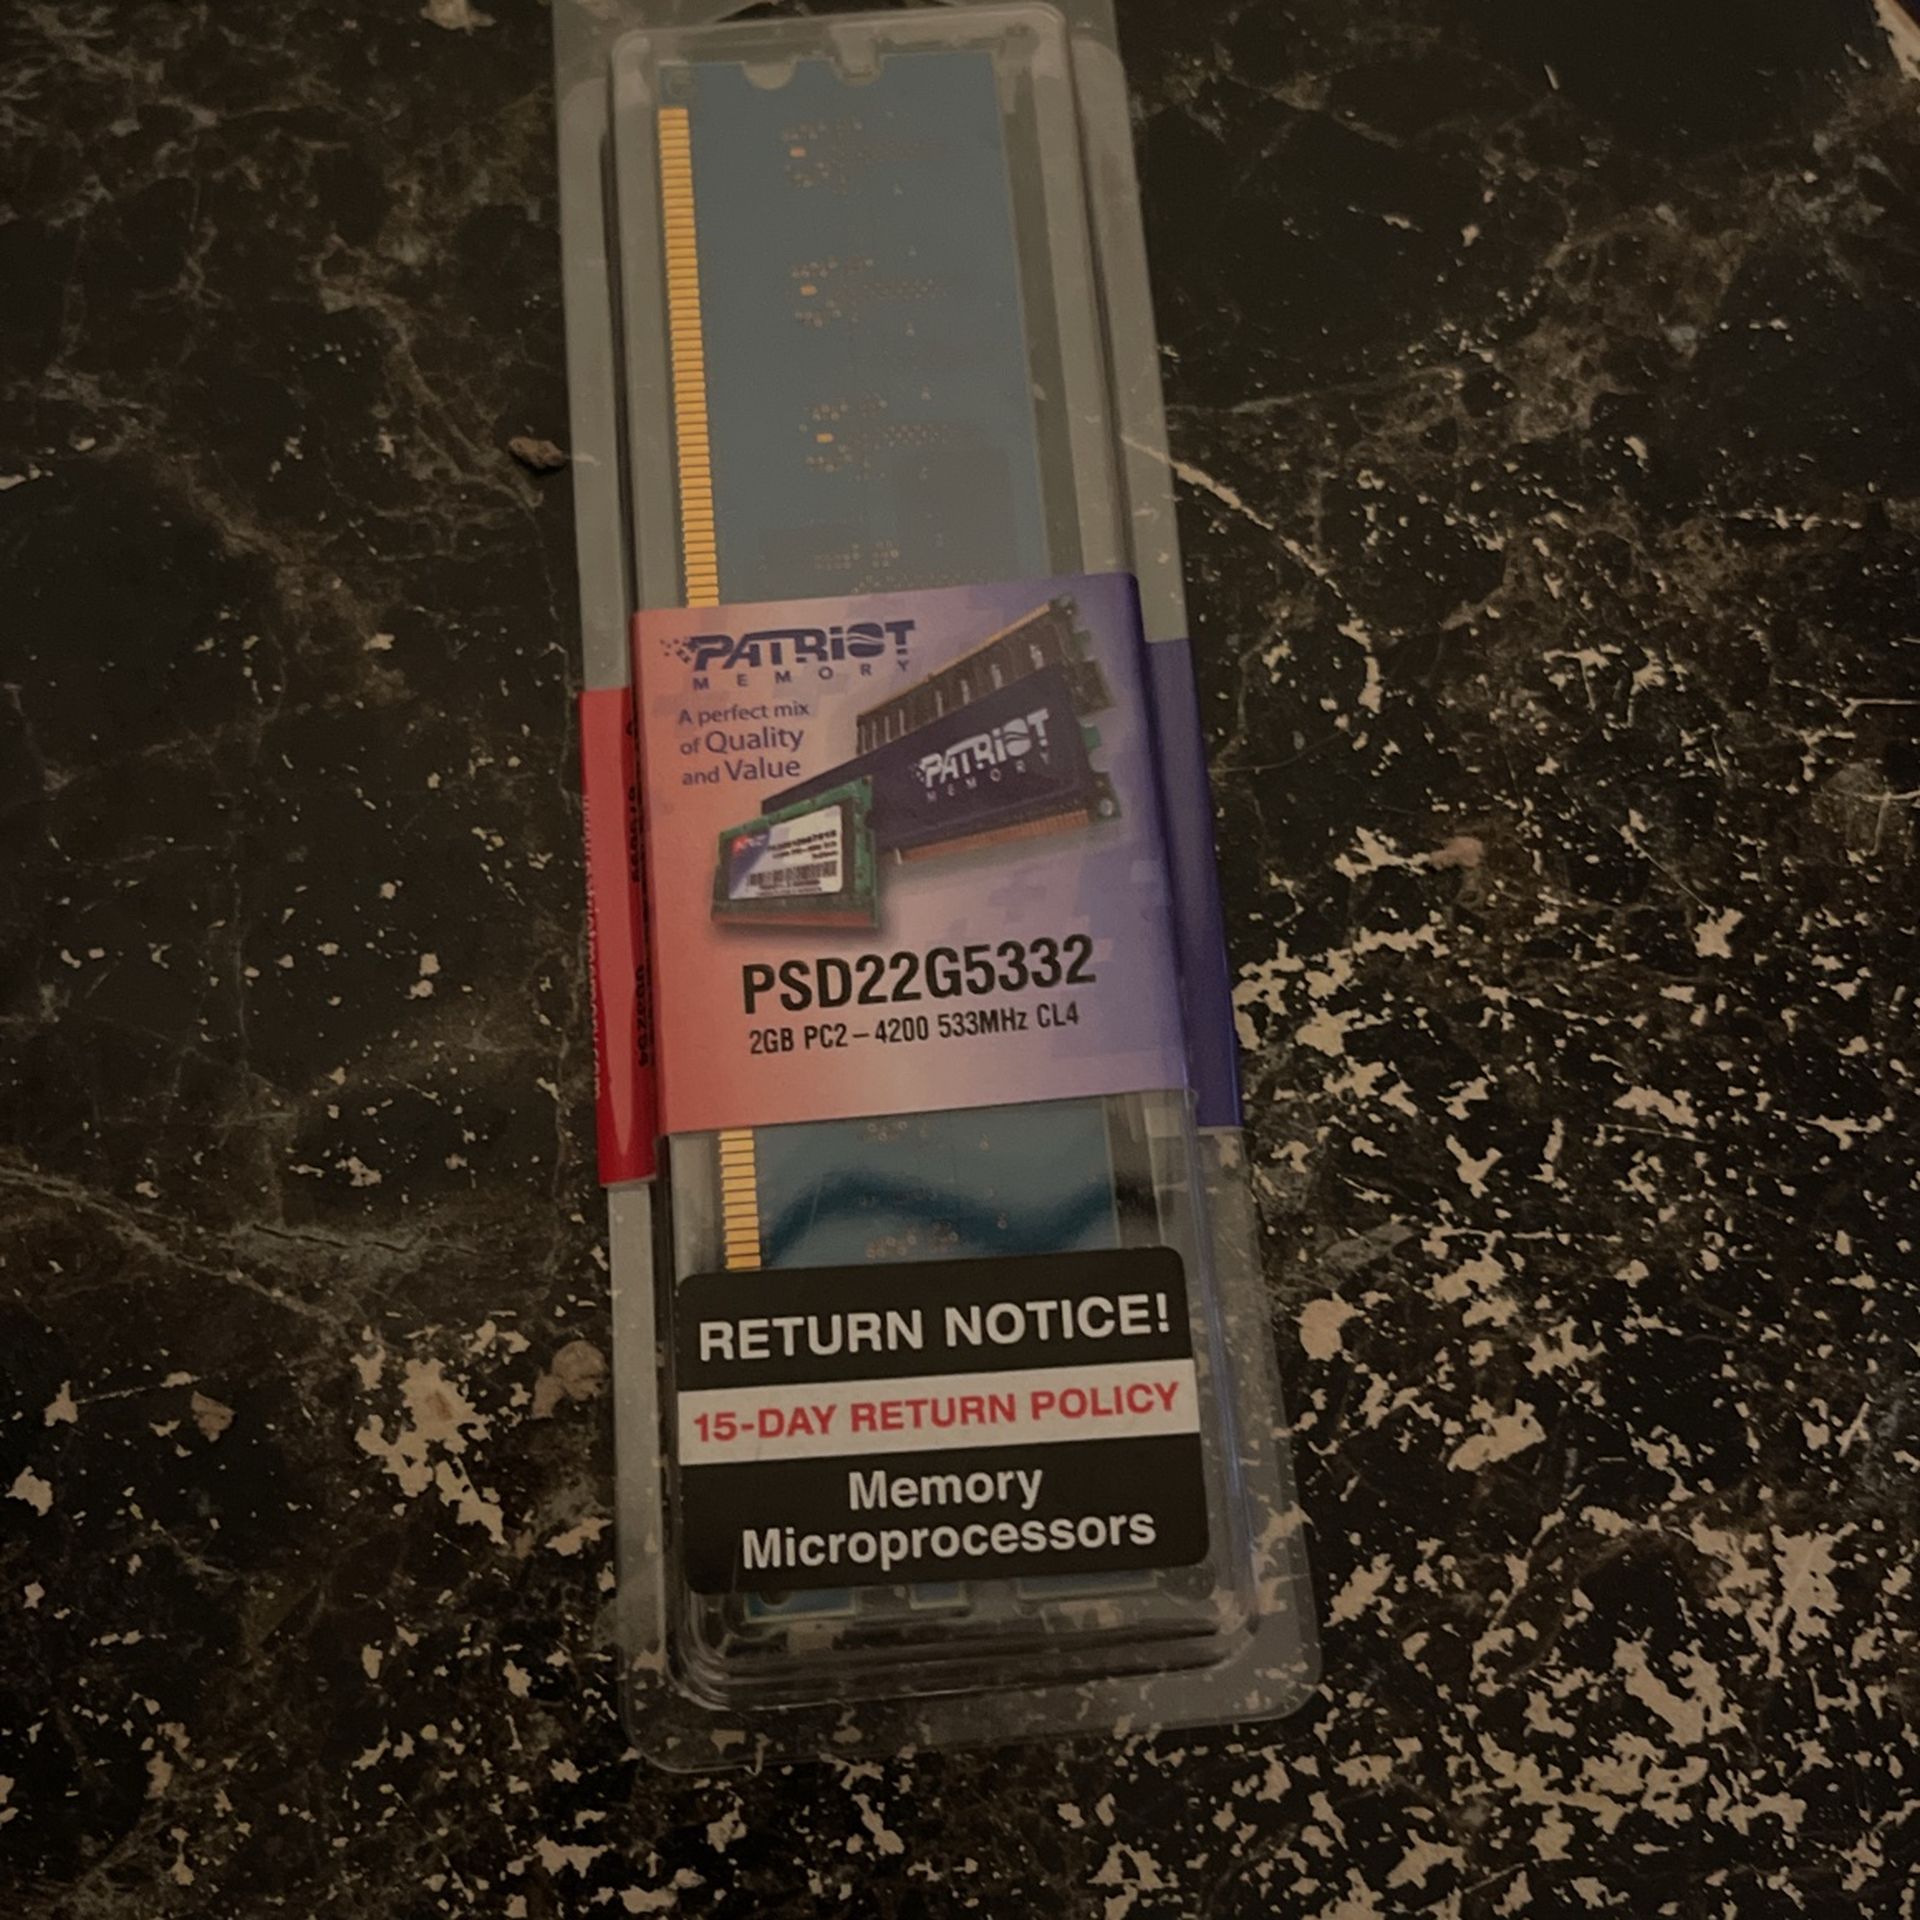 PATRIOT
MEMORY
A perfect mix
of Quality
and Value
PATRIOT
MEMORY
PSD22G5332
2GB PC2-4200 533MHz CL4
RETURN NOTICE!
15-DAY RETURN POLICY
Memory
Microprocessors